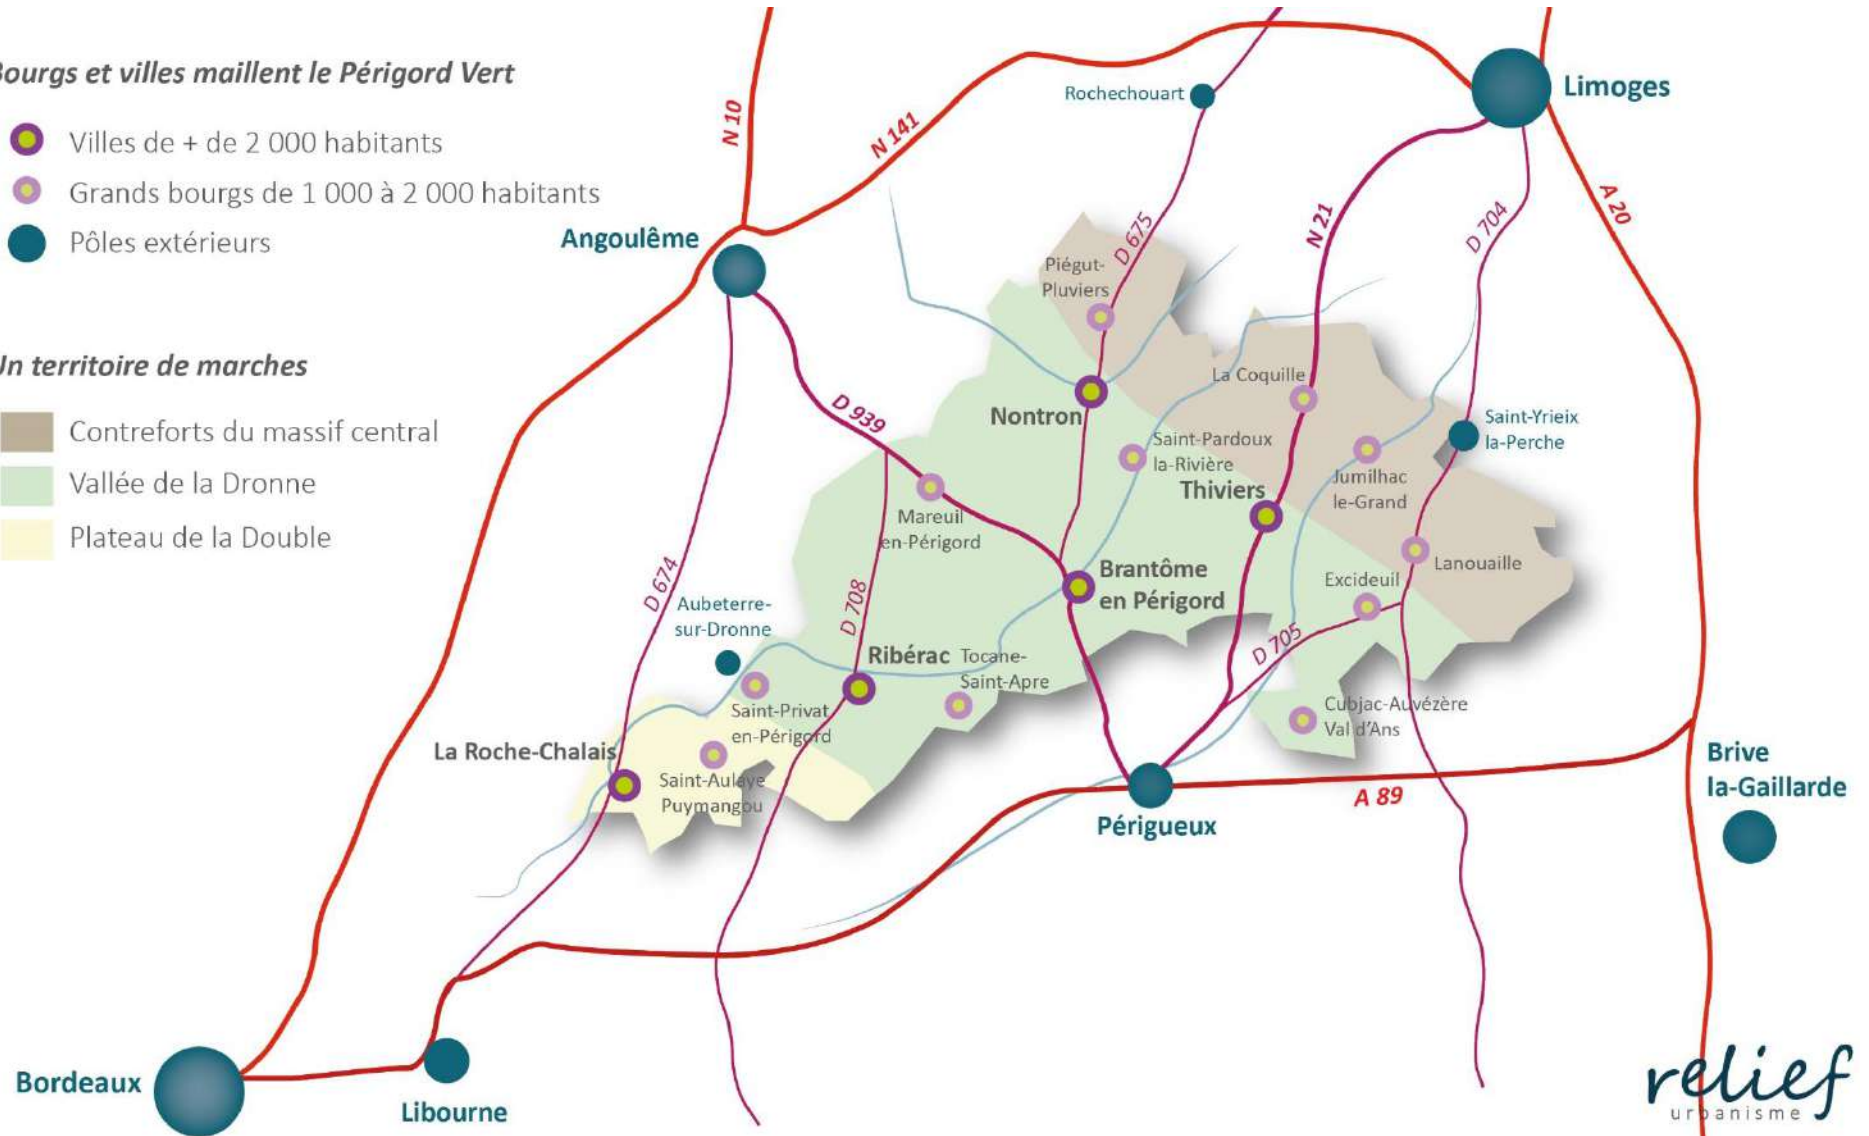 Bourgs et villes maillent le Périgord Vert
Villes de + de 2 000 habitants
Grands bourgs de 1 000 à 2 000 habitants
Pôles extérieurs
Un territoire de marches
Contreforts du massif central
Vallée de la Dronne
Plateau de la Double
N 10
N 141
Rochechouart
Limoges
A 20
Angoulême
D 675
N 21
D 704
Piégut-
Pluviers
La Coquille
D 939
Nontron
Saint-Pardoux
la-Rivière
Saint-Yrieix
la-Perche
Thiviers
Jumilhac
le-Grand
Mareuil
en-Périgord
Lanouaille
Brantôme
en Périgord
Excideuil
D 674
D 708
Aubeterre-
sur-Dronne
D 705
Ribérac
Tocane-
Saint-Apre
Saint-Privat
en-Périgord
Cubjac-Auvézère
Val d'Ans
La Roche-Chalais
Saint-Aulaye
Puymangou
Brive
la-Gaillarde
A 89
Périgueux
Bordeaux
Libourne
relief
urbanisme